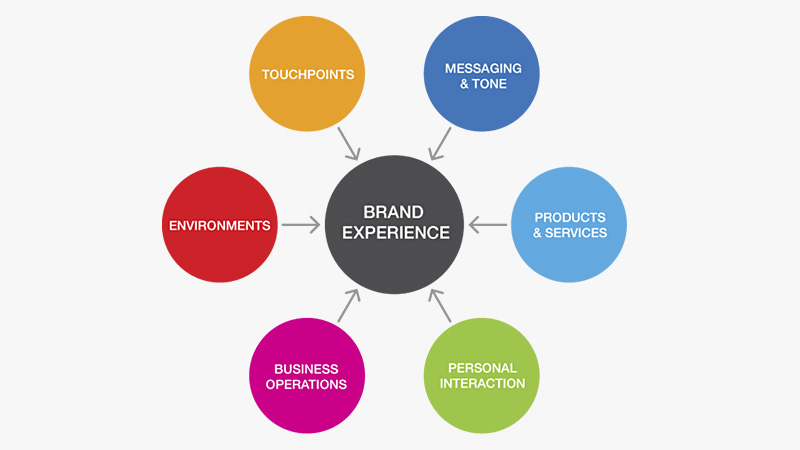 TOUCHPOINTS
MESSAGING
& TONE
ENVIRONMENTS
BRAND
EXPERIENCE
PRODUCTS
& SERVICES
BUSINESS
OPERATIONS
PERSONAL
INTERACTION